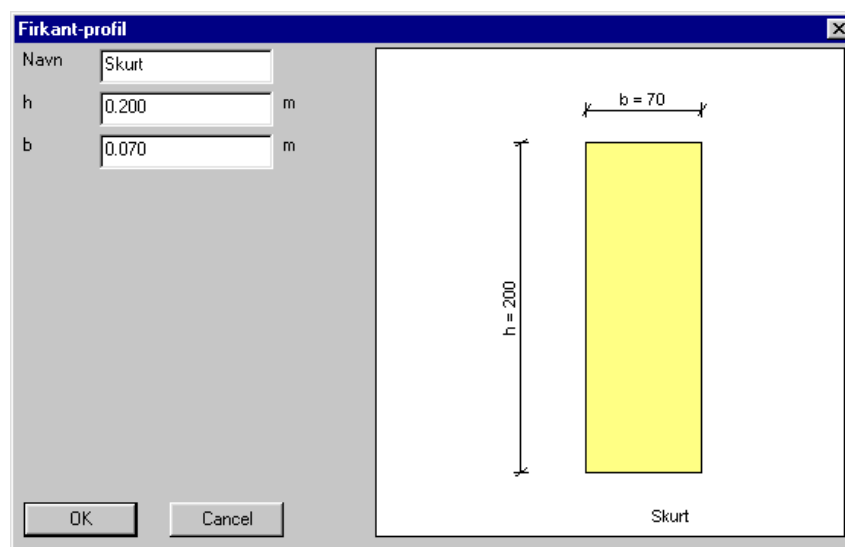 Firkant-profil
Navn Skurt
h 0.200 m
b 0.070 m
b = 70
h = 200
Skurt
OK Cancel